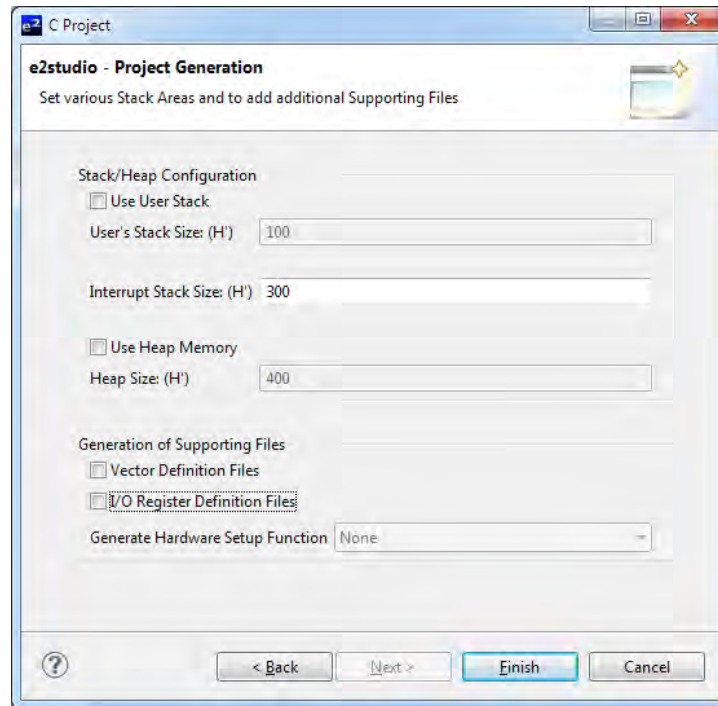 e² C Project
e2studio - Project Generation
Set various Stack Areas and to add additional Supporting Files
Stack/Heap Configuration
Use User Stack
User's Stack Size: (H') 100
Interrupt Stack Size: (H') 300
Use Heap Memory
Heap Size: (H') 400
Generation of Supporting Files
Vector Definition Files
I/O Register Definition Files
Generate Hardware Setup Function None
? < Back Next > Finish Cancel